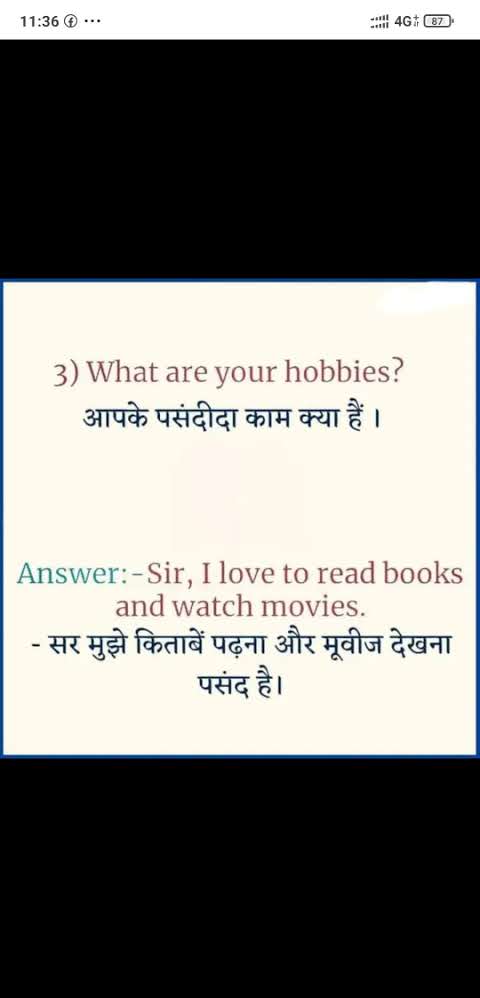 11:36
4G
87
3) What are your hobbies?
आपके पसंदीदा काम क्या हैं ।
Answer:-Sir, I love to read books
and watch movies.
- सर मुझे किताबें पढ़ना और मूवीज देखना
पसंद है।